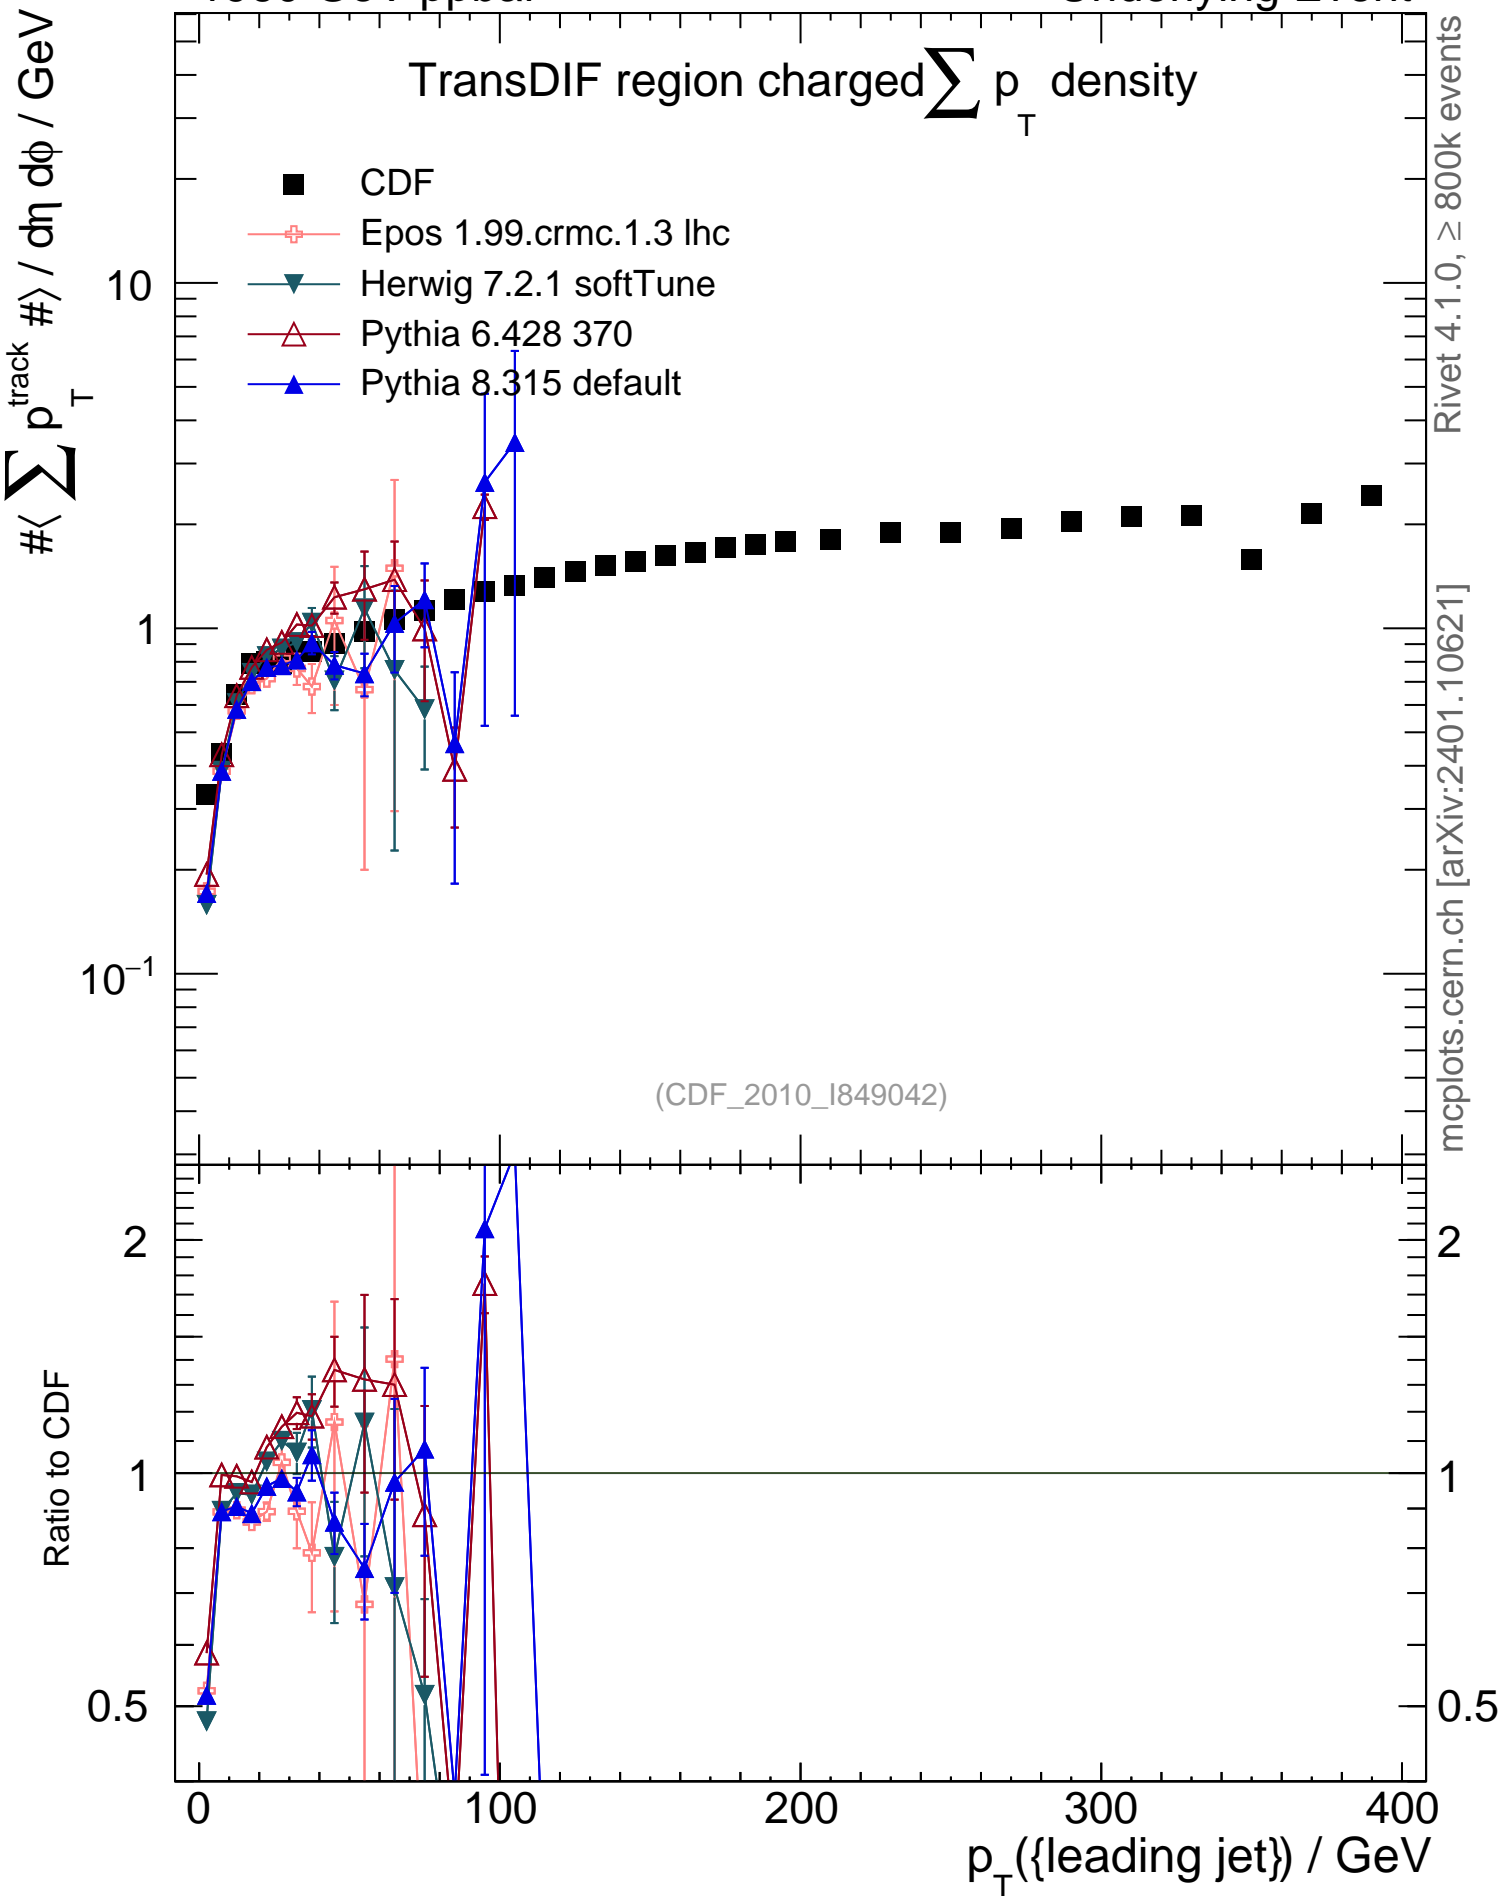 TransDIF region charged ∑ p_T density
CDF
Epos 1.99.crmc.1.3 lhc
Herwig 7.2.1 softTune
Pythia 6.428 370
Pythia 8.315 default
#⟨ ∑ p_T^track #⟩ / dη dϕ / GeV
10
1
10⁻¹
(CDF_2010_I849042)
Rivet 4.1.0, ≥ 800k events
mcplots.cern.ch [arXiv:2401.10621]
Ratio to CDF
2
1
0.5
2
1
0.5
0 100 200 300 400
p_T({leading jet}) / GeV